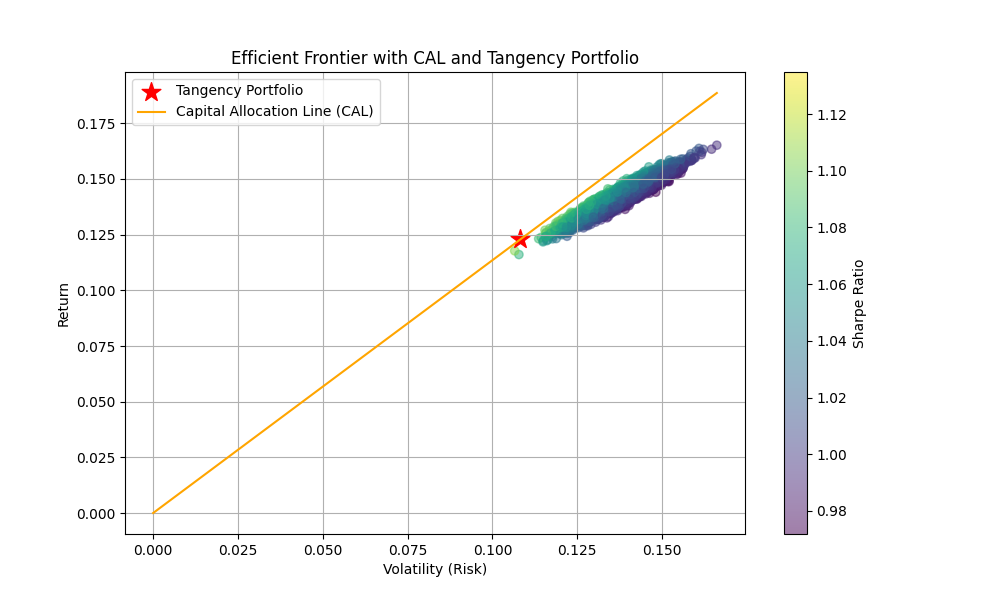 Efficient Frontier with CAL and Tangency Portfolio
Tangency Portfolio
Capital Allocation Line (CAL)
Return
0.175
0.150
0.125
0.100
0.075
0.050
0.025
0.000
0.000 0.025 0.050 0.075 0.100 0.125 0.150
Volatility (Risk)
1.12
1.10
1.08
1.06
1.04
1.02
1.00
0.98
Sharpe Ratio